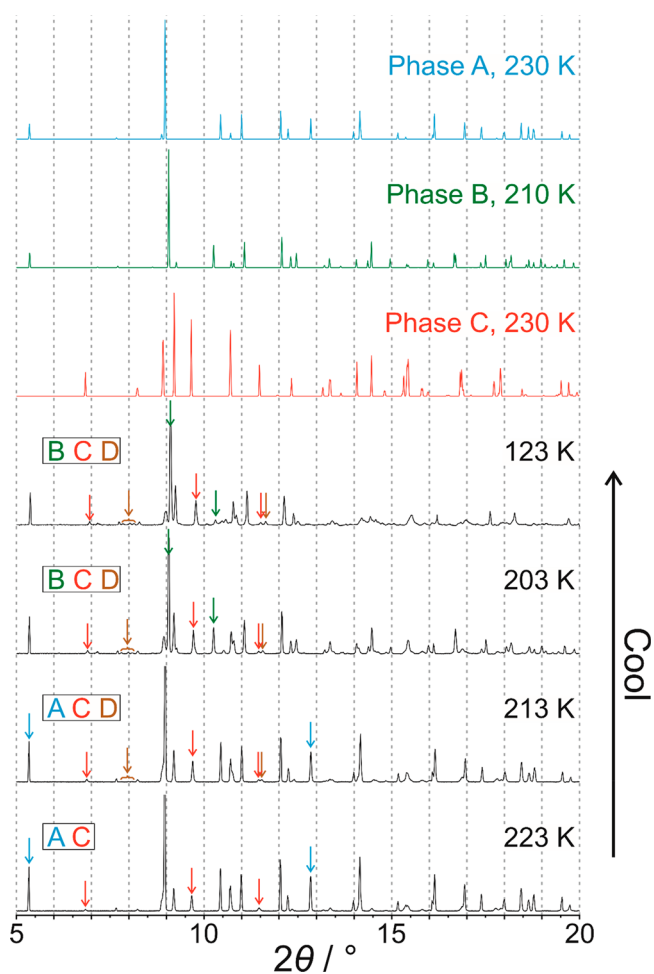 Phase A, 230 K
Phase B, 210 K
Phase C, 230 K
B C D
123 K
B C D
203 K
A C D
213 K
A C
223 K
Cool
5 10 15 20
2θ / °